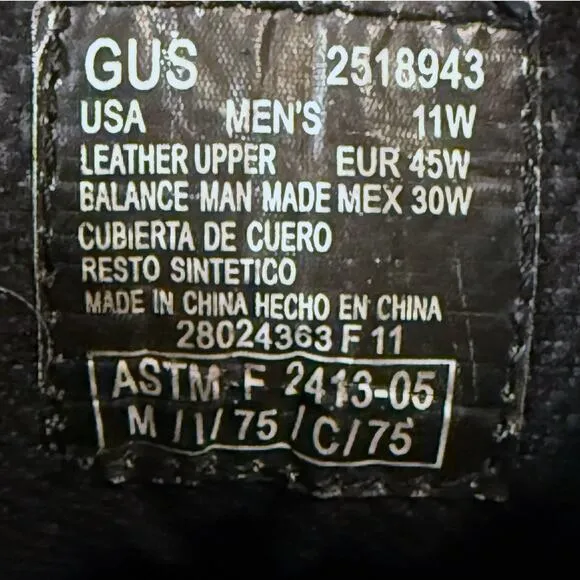 GUS 2518943
USA MEN'S 11W
LEATHER UPPER EUR 45W
BALANCE MAN MADE MEX 30W
CUBIERTA DE CUERO
RESTO SINTETICO
MADE IN CHINA HECHO EN CHINA
28024363 F 11
ASTM F 2413-05
M / I / 75 / C / 75